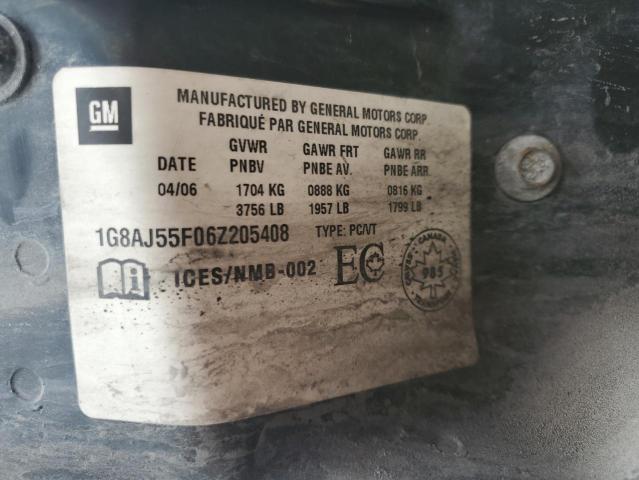 GM
MANUFACTURED BY GENERAL MOTORS CORP.
FABRIQUÉ PAR GENERAL MOTORS CORP.
GVWR GAWR FRT GAWR RR
DATE PNBV PNBE AV. PNBE ARR.
04/06 1704 KG 0888 KG 0816 KG
3756 LB 1957 LB 1799 LB
1G8AJ55F06Z205408 TYPE: PC/VT
ICES/NMB-002 EC
985